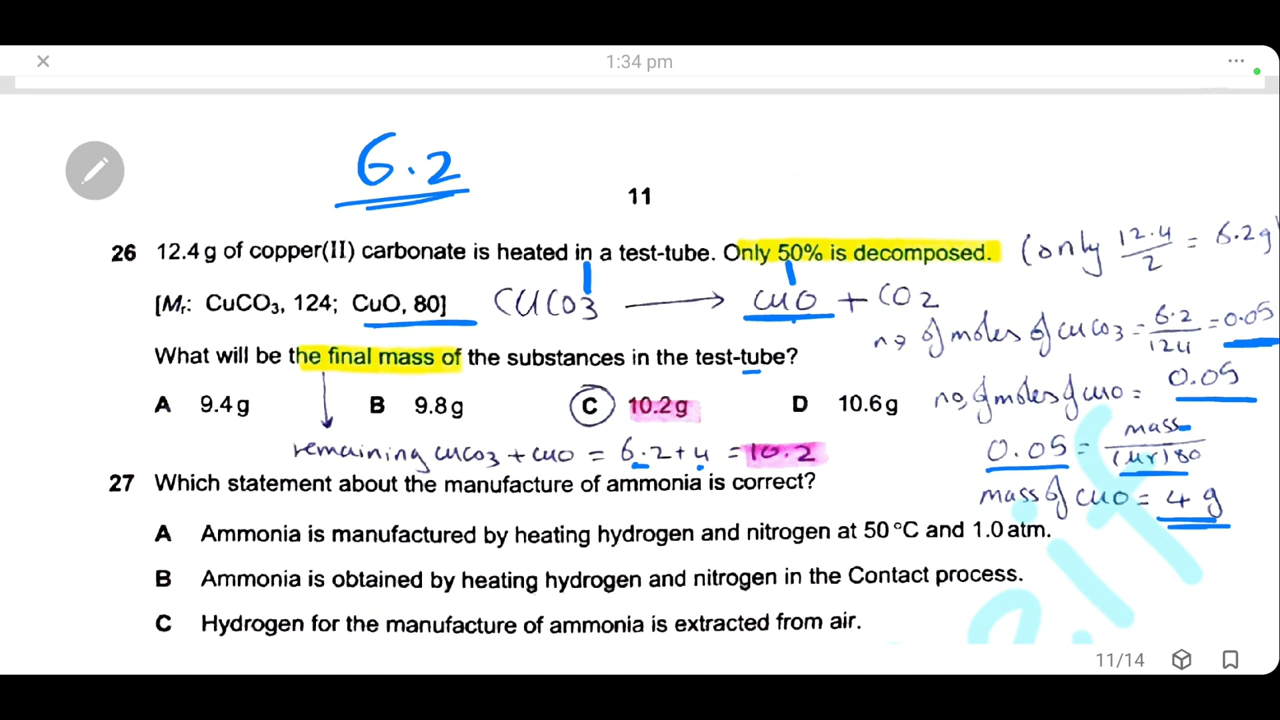 1:34 pm
6.2
11
26 12.4 g of copper(II) carbonate is heated in a test-tube. Only 50% is decomposed. (only 12.4/2 = 6.2g
[Mr: CuCO3, 124; CuO, 80] CuCo3 → CuO + CO2
no of moles of cuco3 = 6.2/124 = 0.05
What will be the final mass of the substances in the test-tube?
A 9.4 g B 9.8 g C 10.2 g D 10.6 g
no, of moles of cuo = 0.05
remaining cuco3 + cuo = 6.2 + 4 = 10.2
0.05 = mass/(Mr) 80
mass of cuo = 4 g
27 Which statement about the manufacture of ammonia is correct?
A Ammonia is manufactured by heating hydrogen and nitrogen at 50 °C and 1.0 atm.
B Ammonia is obtained by heating hydrogen and nitrogen in the Contact process.
C Hydrogen for the manufacture of ammonia is extracted from air.
11/14